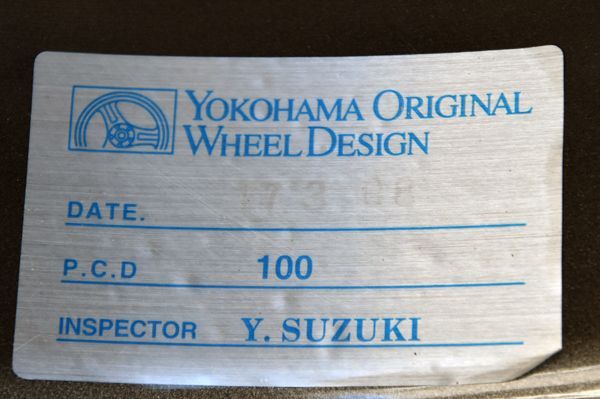 YOKOHAMA ORIGINAL
WHEEL DESIGN
DATE.
P.C.D 100
INSPECTOR Y. SUZUKI